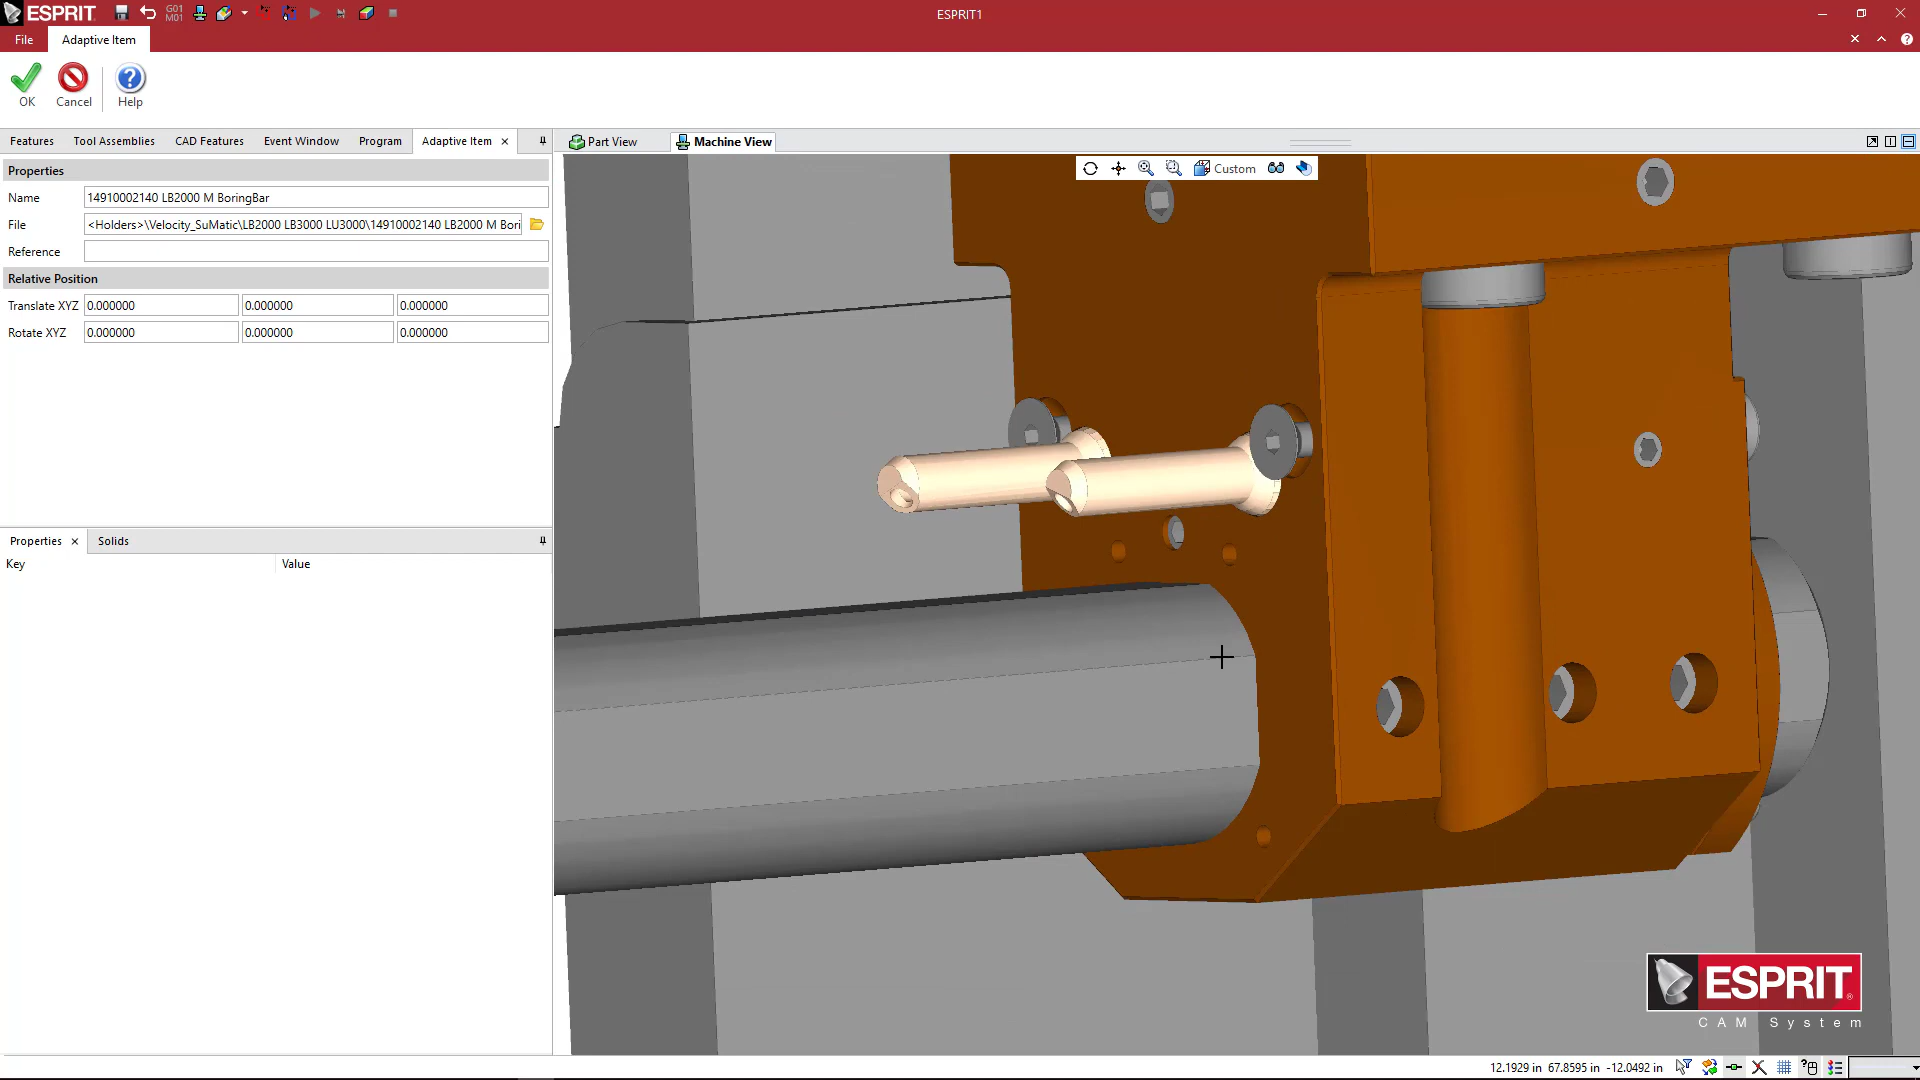 ESPRIT
G01
M01
ESPRIT1
File
Adaptive Item
OK
Cancel
Help
Features
Tool Assemblies
CAD Features
Event Window
Program
Adaptive Item
Part View
Machine View
Custom
Properties
Name
14910002140 LB2000 M BoringBar
File
<Holders>\Velocity_SuMatic\LB2000 LB3000 LU3000\14910002140 LB2000 M Bori
Reference
Relative Position
Translate XYZ
0.000000
0.000000
0.000000
Rotate XYZ
0.000000
0.000000
0.000000
Properties
Solids
Key
Value
ESPRIT®
CAM System
12.1929 in 67.8595 in -12.0492 in